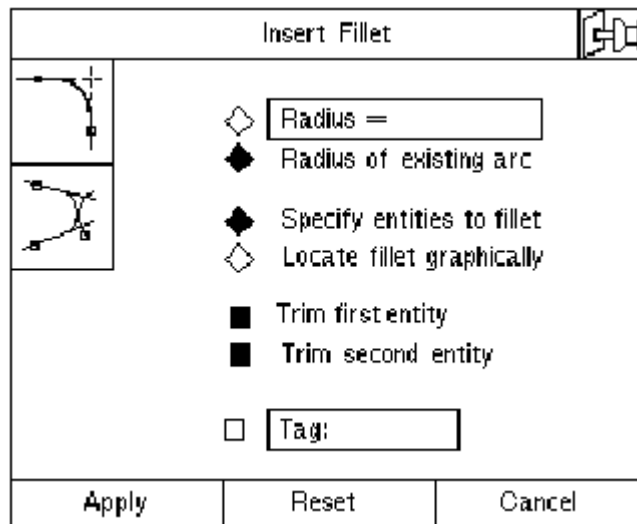 Insert Fillet
Radius =
Radius of existing arc
Specify entities to fillet
Locate fillet graphically
Trim first entity
Trim second entity
Tag:
Apply Reset Cancel